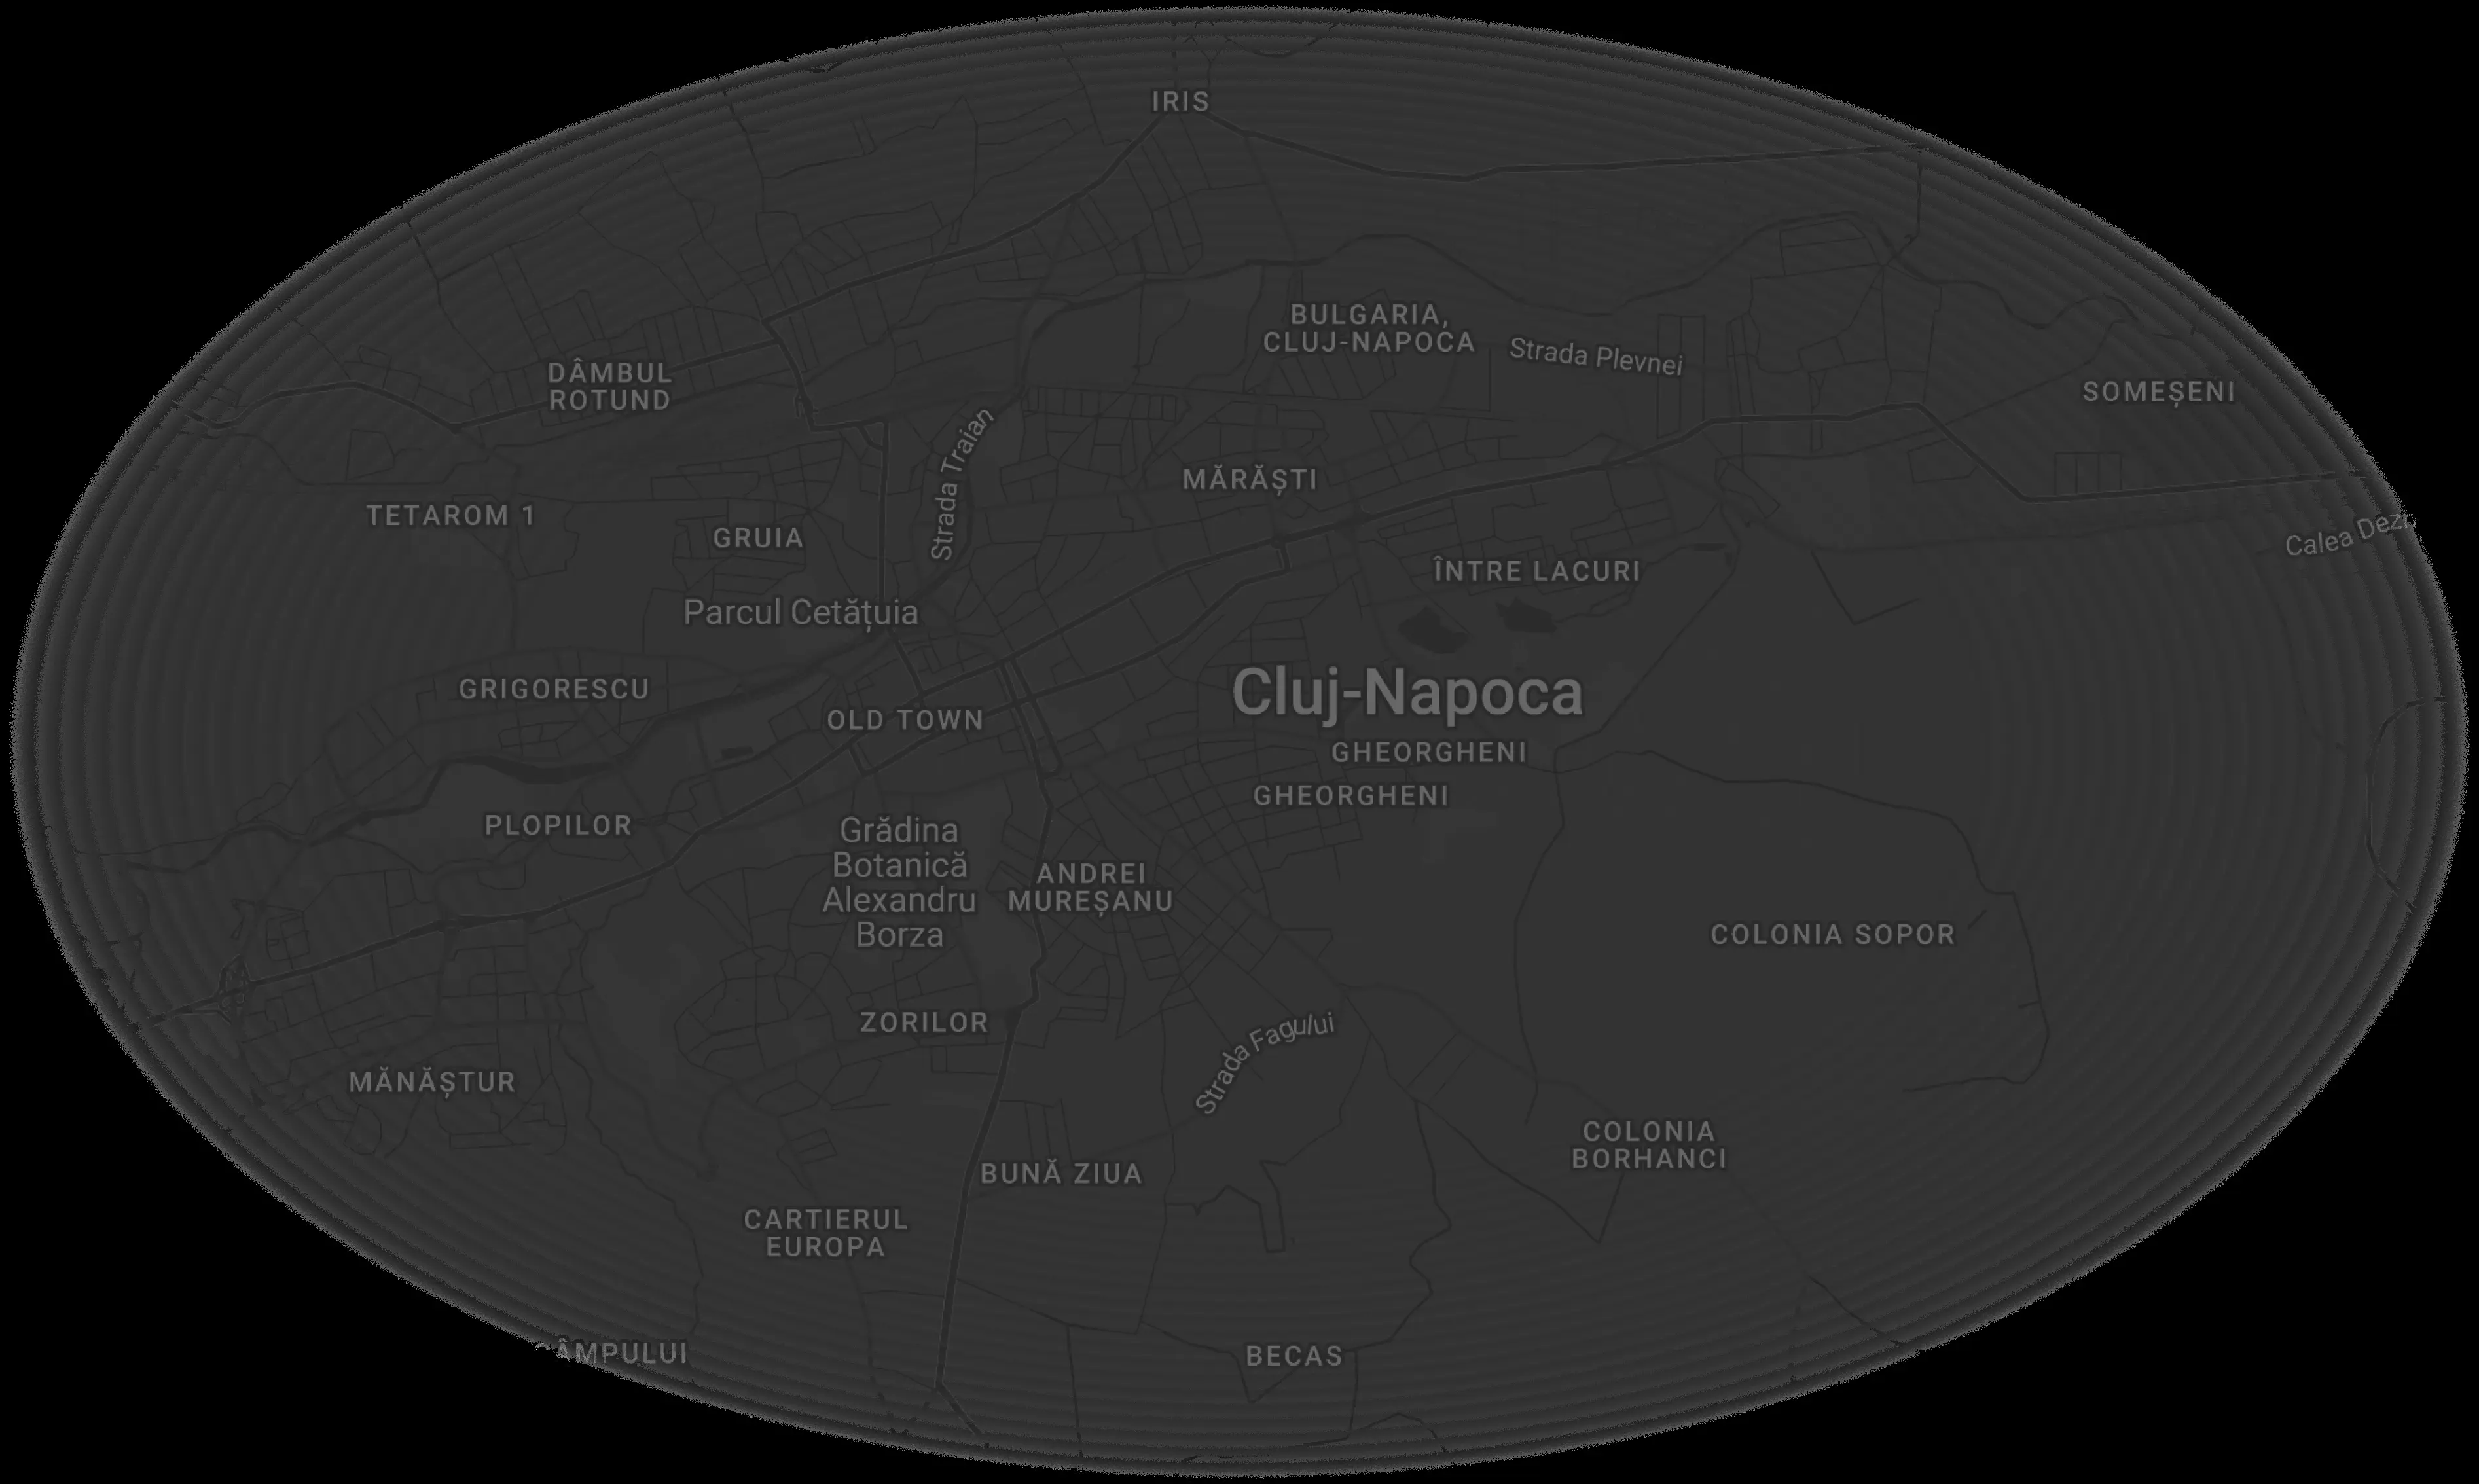 IRIS
BULGARIA,
CLUJ-NAPOCA
Strada Plevnei
DÂMBUL
ROTUND
SOMEȘENI
Strada Traian
MĂRĂȘTI
TETAROM 1
GRUIA
Calea Dezn
ÎNTRE LACURI
Parcul Cetățuia
GRIGORESCU
Cluj-Napoca
OLD TOWN
GHEORGHENI
GHEORGHENI
PLOPILOR
Grădina
Botanică
Alexandru
Borza
ANDREI
MUREȘANU
COLONIA SOPOR
ZORILOR
Strada Fagului
MĂNĂȘTUR
COLONIA
BORHANCI
BUNĂ ZIUA
CARTIERUL
EUROPA
ÂMPULUI
BECAS